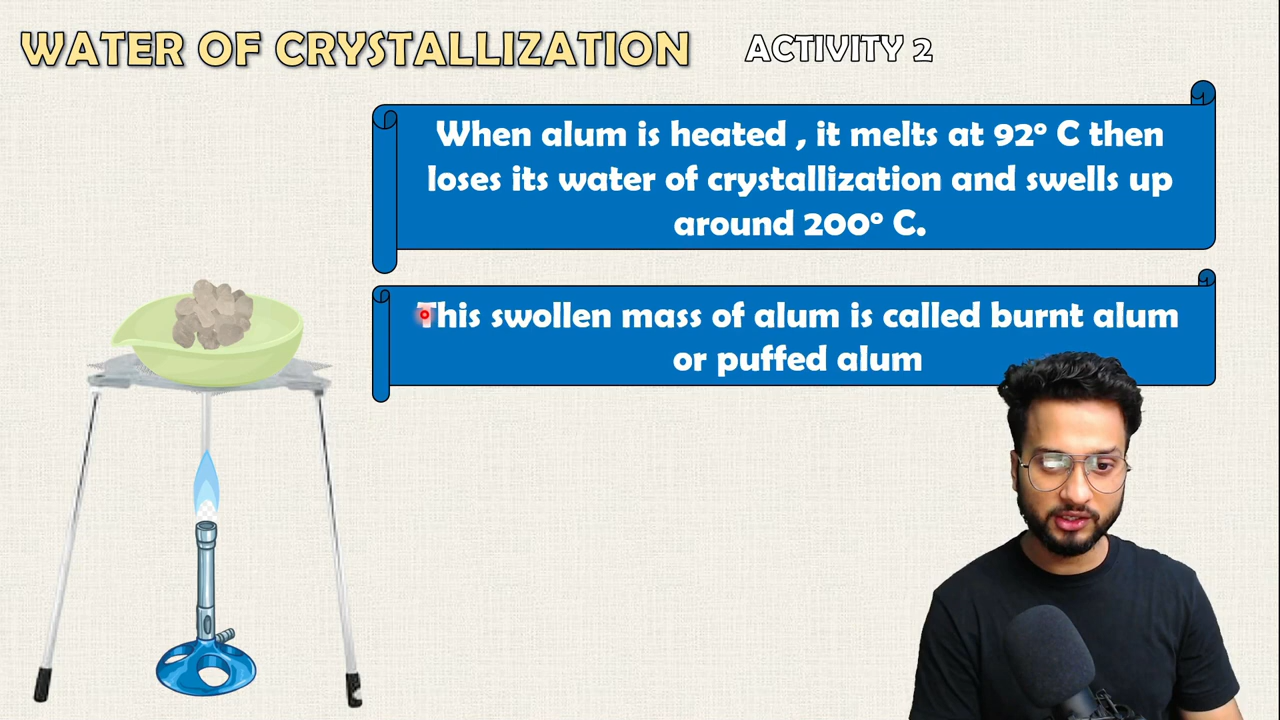 WATER OF CRYSTALLIZATION
ACTIVITY 2
When alum is heated , it melts at 92° C then
loses its water of crystallization and swells up
around 200° C.
This swollen mass of alum is called burnt alum
or puffed alum